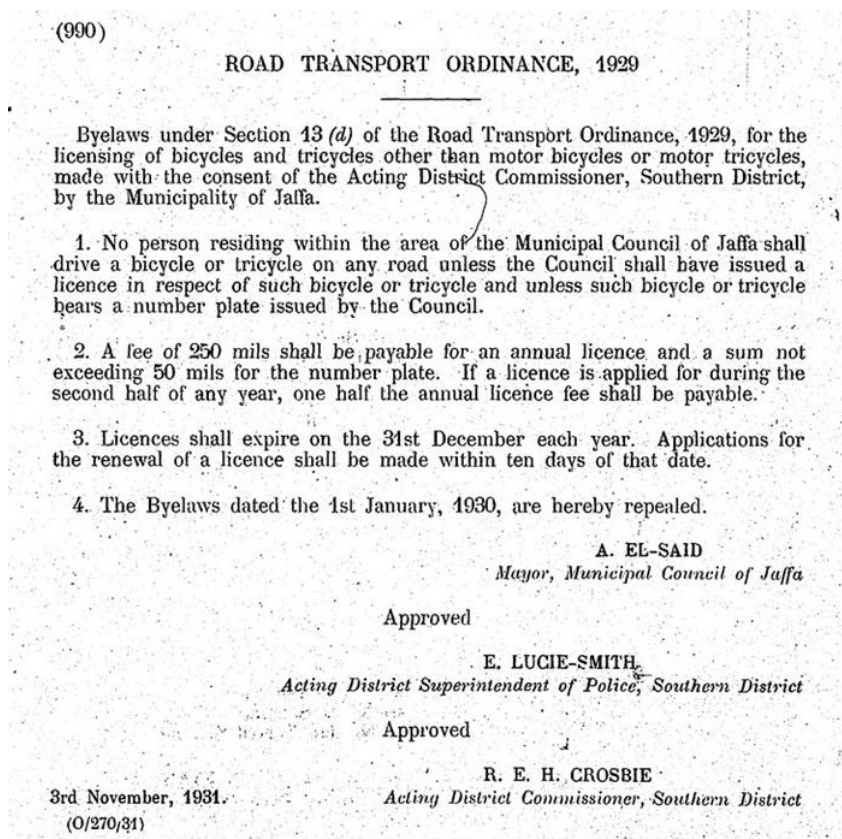 (990)
ROAD TRANSPORT ORDINANCE, 1929
Byelaws under Section 13 (d) of the Road Transport Ordinance, 1929, for the
licensing of bicycles and tricycles other than motor bicycles or motor tricycles,
made with the consent of the Acting District Commissioner, Southern District,
by the Municipality of Jaffa.
1. No person residing within the area of the Municipal Council of Jaffa shall
drive a bicycle or tricycle on any road unless the Council shall have issued a
licence in respect of such bicycle or tricycle and unless such bicycle or tricycle
bears a number plate issued by the Council.
2. A fee of 250 mils shall be payable for an annual licence and a sum not
exceeding 50 mils for the number plate. If a licence is applied for during the
second half of any year, one half the annual licence fee shall be payable.
3. Licences shall expire on the 31st December each year. Applications for
the renewal of a licence shall be made within ten days of that date.
4. The Byelaws dated the 1st January, 1930, are hereby repealed.
A. EL-SAID
Mayor, Municipal Council of Jaffa
Approved
E. LUCIE-SMITH
Acting District Superintendent of Police, Southern District
Approved
R. E. H. CROSBIE
3rd November, 1931. Acting District Commissioner, Southern District
(O/270/31)